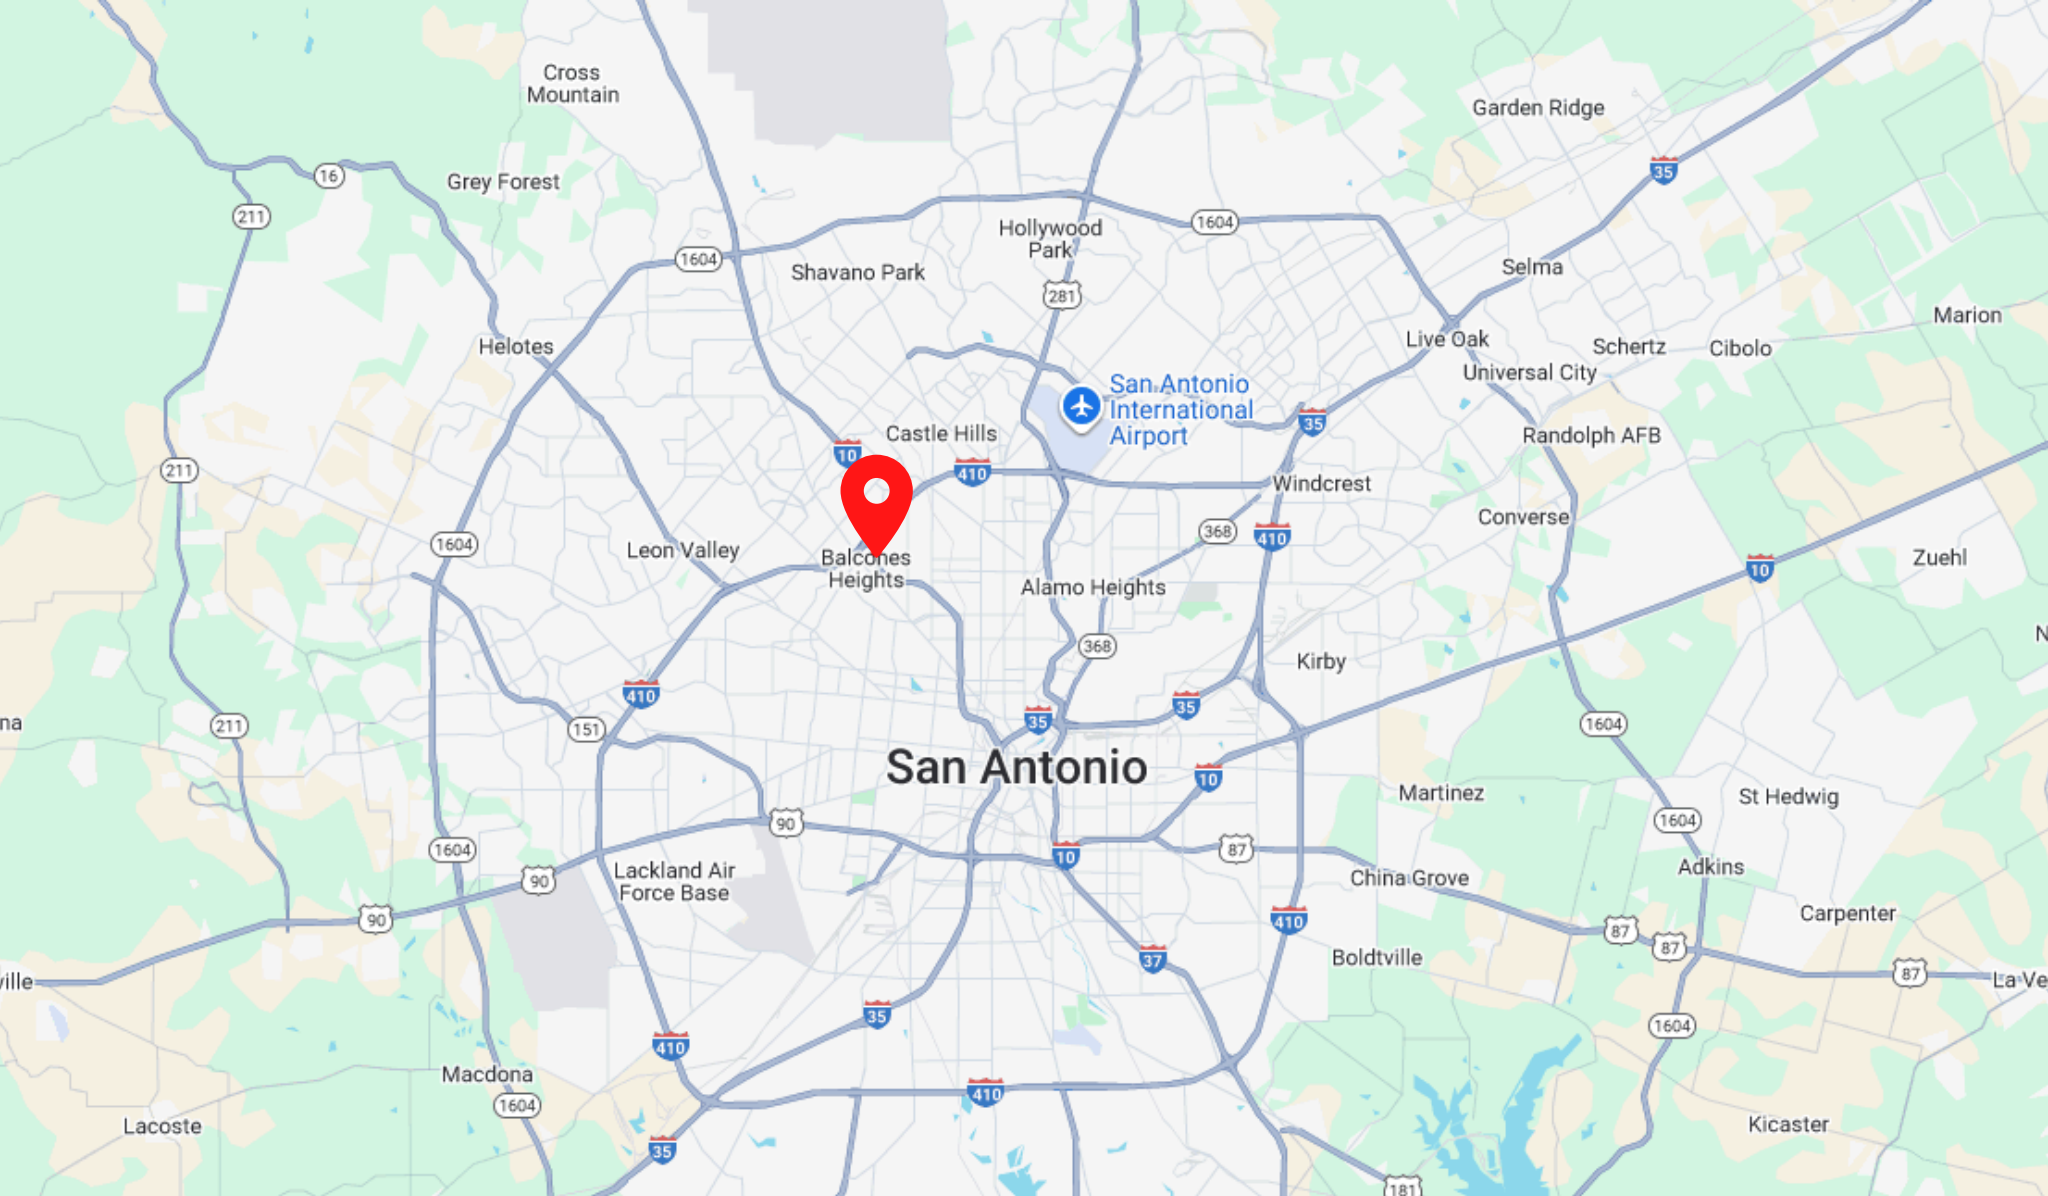 Cross
Mountain
Garden Ridge
35
16
Grey Forest
211
1604
Hollywood
Park
1604
Shavano Park
Selma
281
Marion
Helotes
Live Oak
Schertz
Cibolo
Universal City
San Antonio
International
Airport
35
Castle Hills
Randolph AFB
10
211
410
Windcrest
Converse
368
410
1604
Leon Valley
Balcones
Heights
Zuehl
10
Alamo Heights
368
Kirby
N
410
35
35
na
211
151
1604
San Antonio
10
Martinez
St Hedwig
90
1604
1604
87
10
Lackland Air
Force Base
90
China Grove
Adkins
90
410
Carpenter
87
87
Boldtville
37
ville
87
La Ve
35
1604
410
Macdona
410
1604
Lacoste
Kicaster
35
181